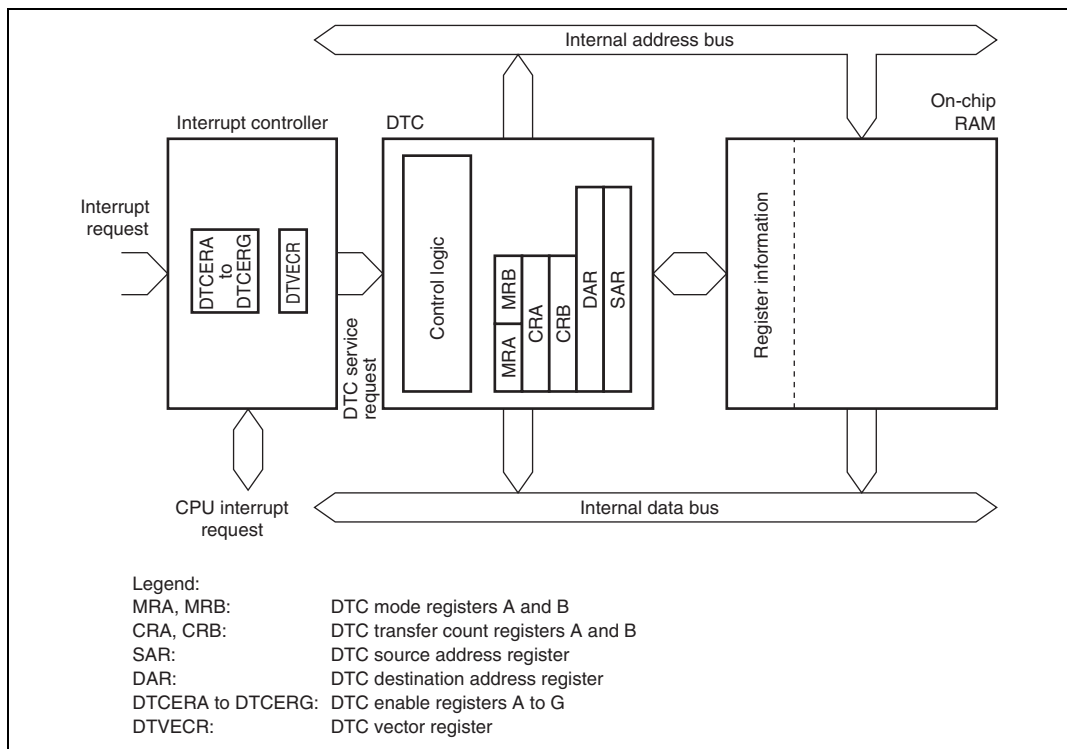 Internal address bus
On-chip
RAM
Interrupt controller
DTC
Interrupt
request
DTCERA
to
DTCERG
DTVECR
DTC service
request
Control logic
MRA
MRB
CRA
CRB
DAR
SAR
Register information
CPU interrupt
request
Internal data bus
Legend:
MRA, MRB: DTC mode registers A and B
CRA, CRB: DTC transfer count registers A and B
SAR: DTC source address register
DAR: DTC destination address register
DTCERA to DTCERG: DTC enable registers A to G
DTVECR: DTC vector register